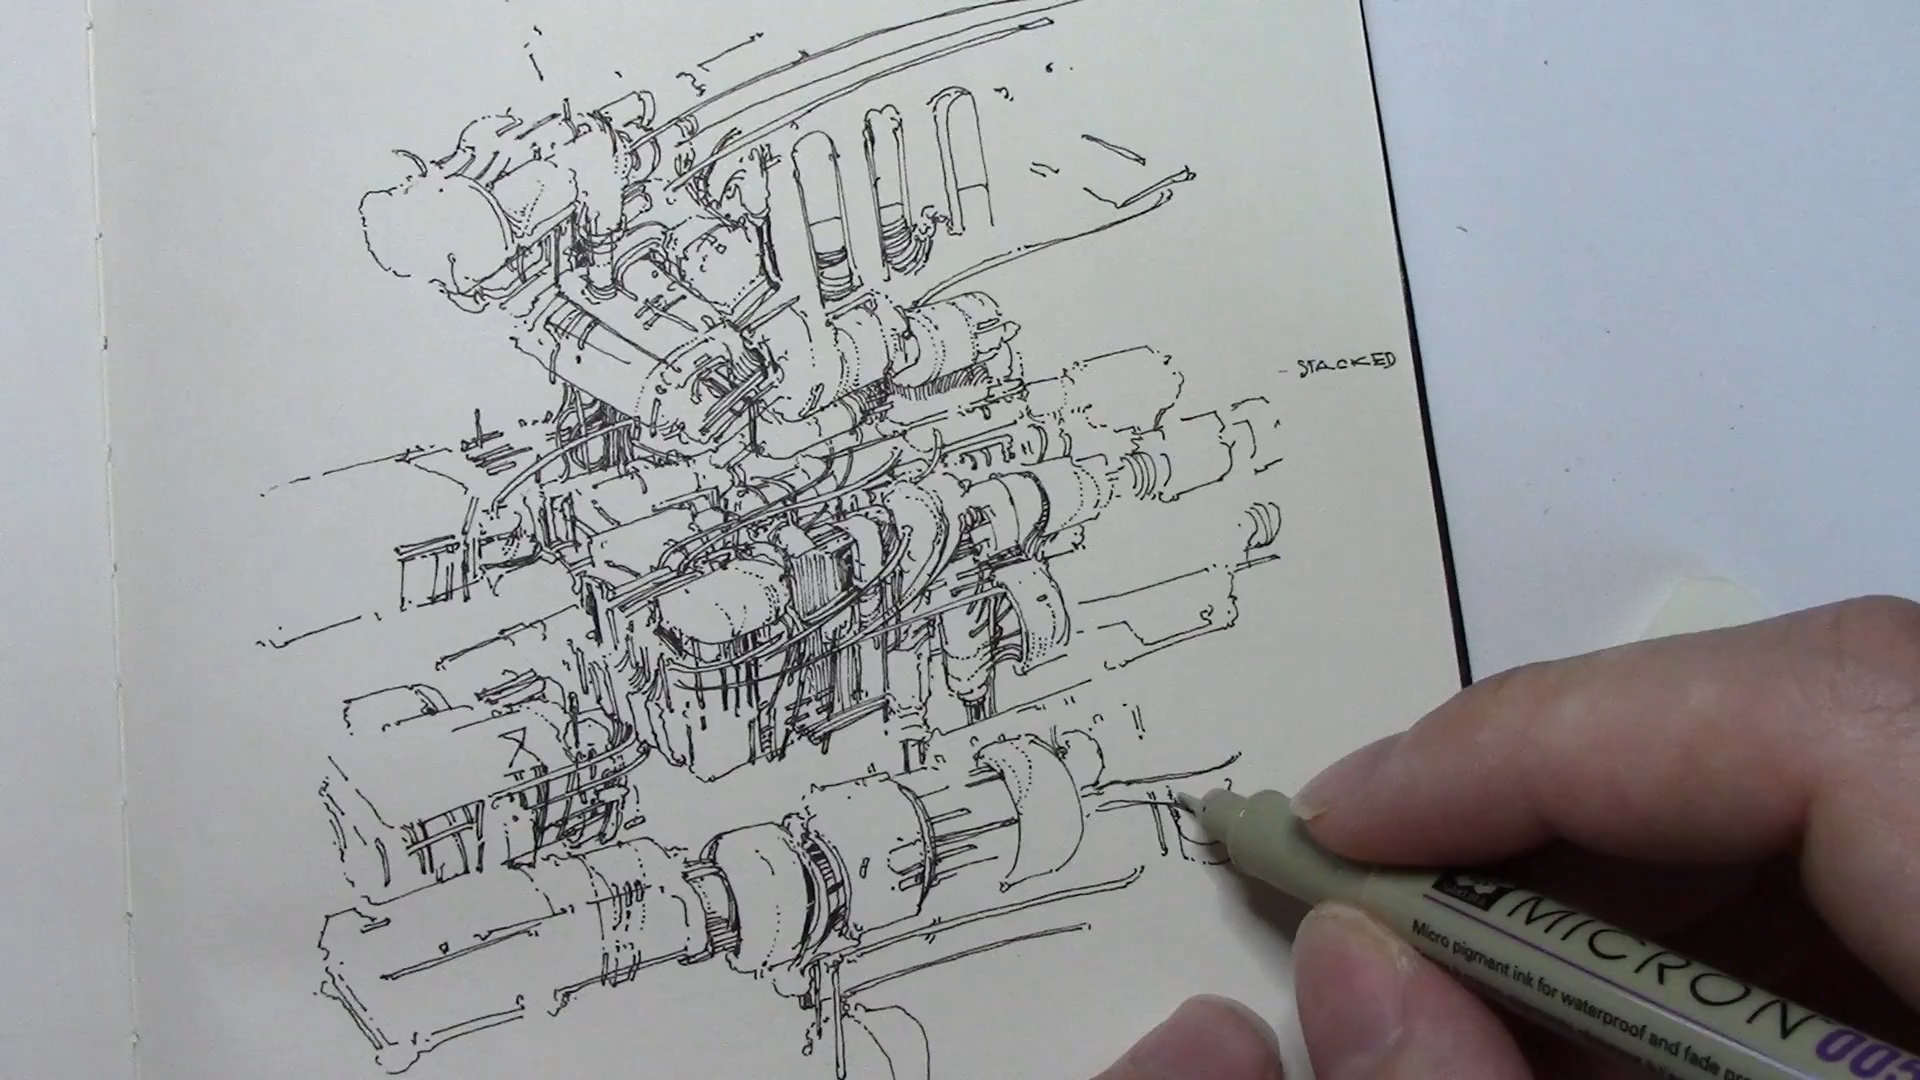 - STACKED
MICRON 005
Micro pigment ink for waterproof and fade